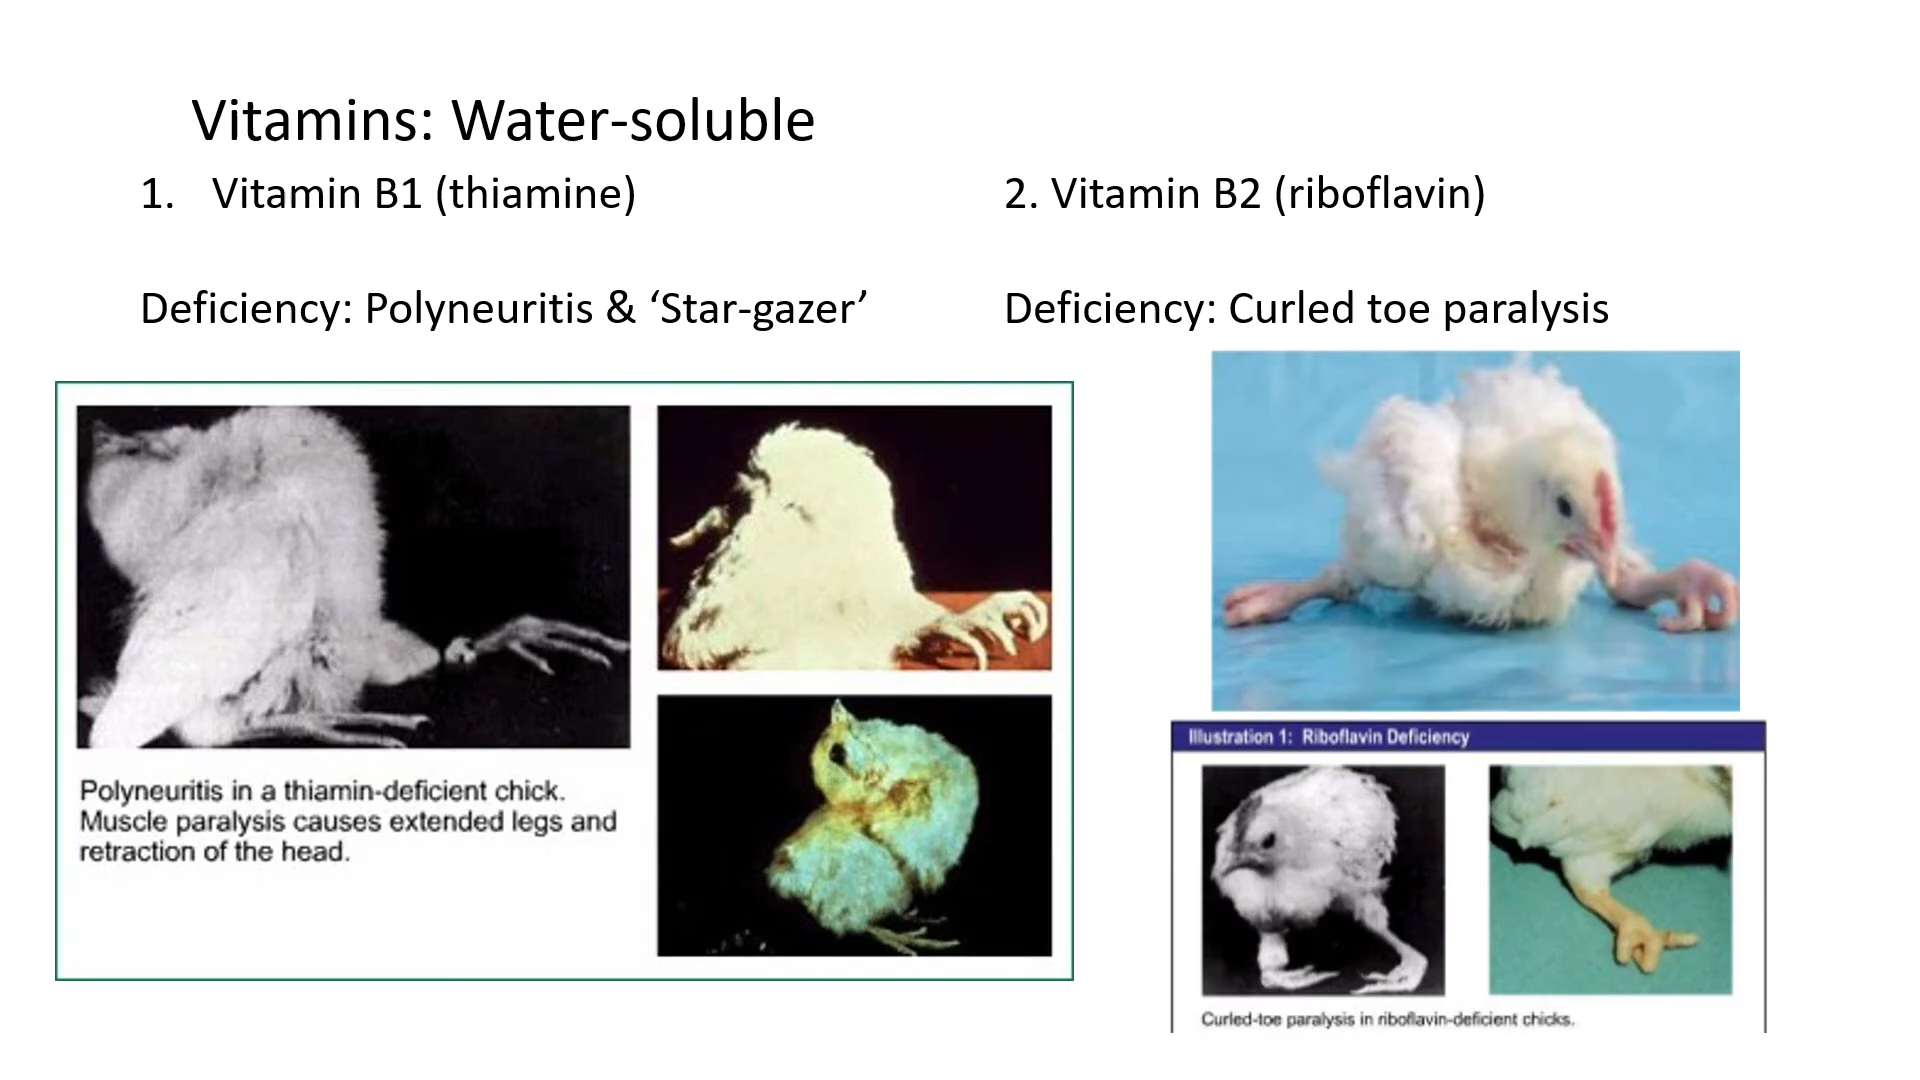 Vitamins: Water-soluble
1. Vitamin B1 (thiamine)
Deficiency: Polyneuritis & ‘Star-gazer’
Polyneuritis in a thiamin-deficient chick.
Muscle paralysis causes extended legs and
retraction of the head.
2. Vitamin B2 (riboflavin)
Deficiency: Curled toe paralysis
Illustration 1: Riboflavin Deficiency
Curled-toe paralysis in riboflavin-deficient chicks.